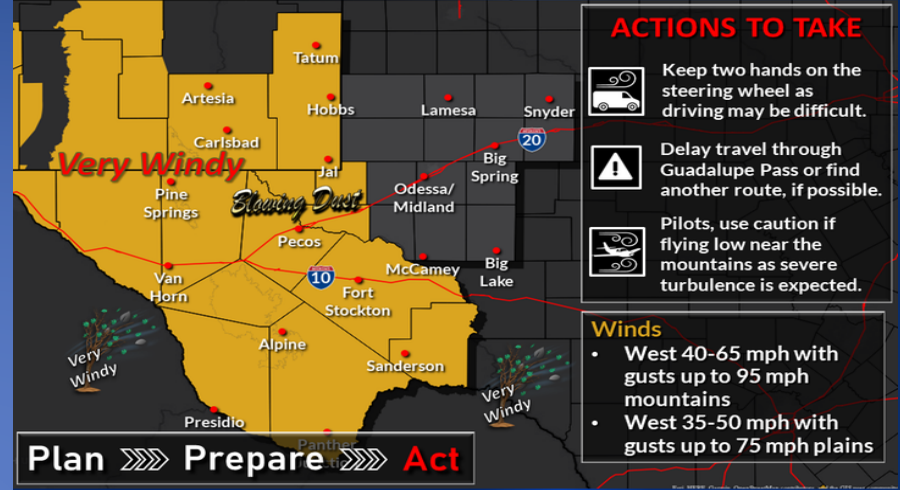 ACTIONS TO TAKE
Keep two hands on the
steering wheel as
driving may be difficult.
Delay travel through
Guadalupe Pass or find
another route, if possible.
Pilots, use caution if
flying low near the
mountains as severe
turbulence is expected.
Winds
• West 40-65 mph with
gusts up to 95 mph
mountains
• West 35-50 mph with
gusts up to 75 mph plains
Tatum
Artesia
Hobbs
Lamesa
Snyder
Carlsbad
20
Very Windy
Jal
Big
Spring
Pine
Springs
Blowing Dust
Odessa/
Midland
Pecos
Van
Horn
10
McCamey
Big
Lake
Fort
Stockton
Alpine
Very
Windy
Sanderson
Very
Windy
Presidio
Panther
Plan Prepare Act